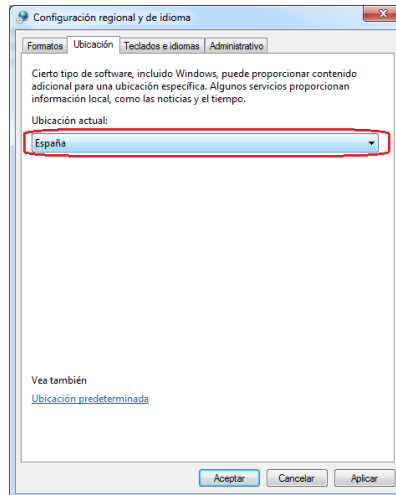 Configuración regional y de idioma
Formatos Ubicación Teclados e idiomas Administrativo
Cierto tipo de software, incluido Windows, puede proporcionar contenido
adicional para una ubicación específica. Algunos servicios proporcionan
información local, como las noticias y el tiempo.
Ubicación actual:
España
Vea también
Ubicación predeterminada
Aceptar Cancelar Aplicar